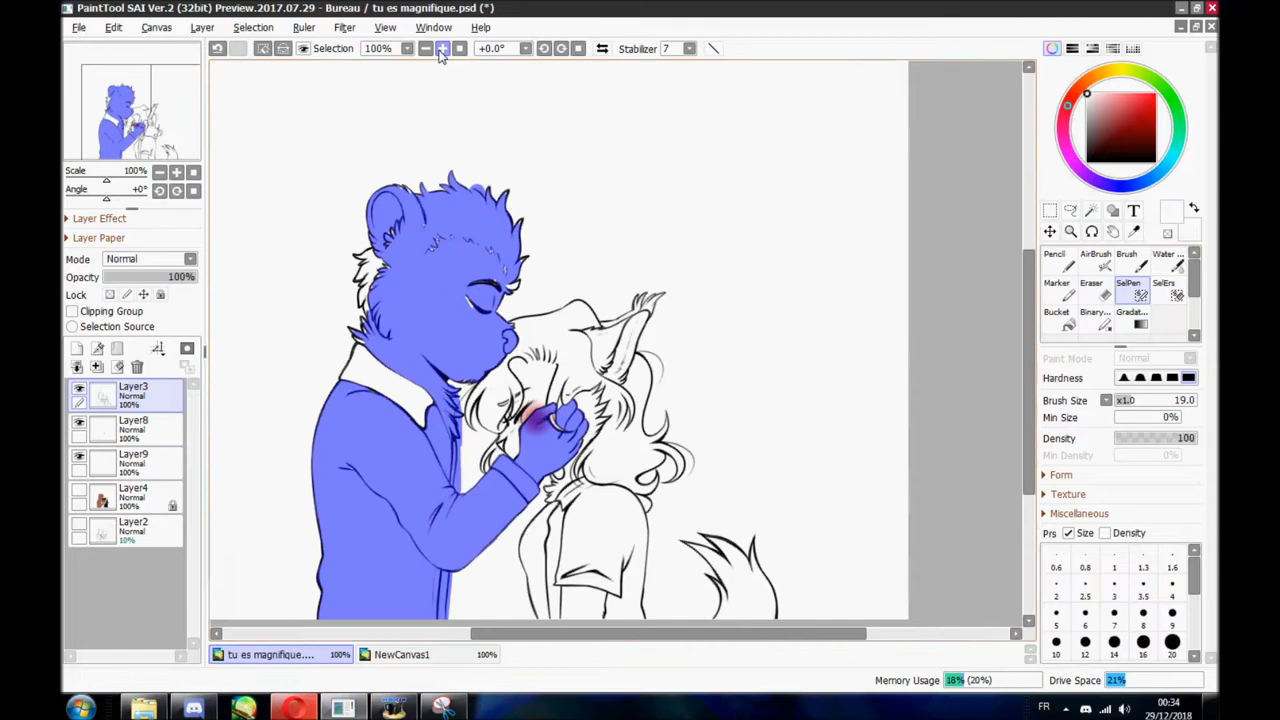 PaintTool SAI Ver.2 (32bit) Preview.2017.07.29 - Bureau / tu es magnifique.psd (*)
File Edit Canvas Layer Selection Ruler Filter View Window Help
Selection 100% +0.0° Stabilizer 7
Scale 100%
Angle +0°
Layer Effect
Layer Paper
Mode Normal
Opacity 100%
Lock
Clipping Group
Selection Source
Layer3
Normal
100%
Layer8
Normal
100%
Layer9
Normal
100%
Layer4
Normal
100%
Layer2
Normal
10%
tu es magnifique.... 100% NewCanvas1 100%
T
Pencil AirBrush Brush Water ...
Marker Eraser SelPen SelErs
Bucket Binary... Gradat...
Paint Mode Normal
Hardness
Brush Size x1.0 19.0
Min Size 0%
Density 100
Min Density 0%
Form
Texture
Miscellaneous
Prs Size Density
0.6 0.8 1 1.3 1.6
2 2.5 3 3.5 4
5 6 7 8 9
10 12 14 16 20
Memory Usage 18% (20%) Drive Space 21%
FR 00:34
29/12/2018